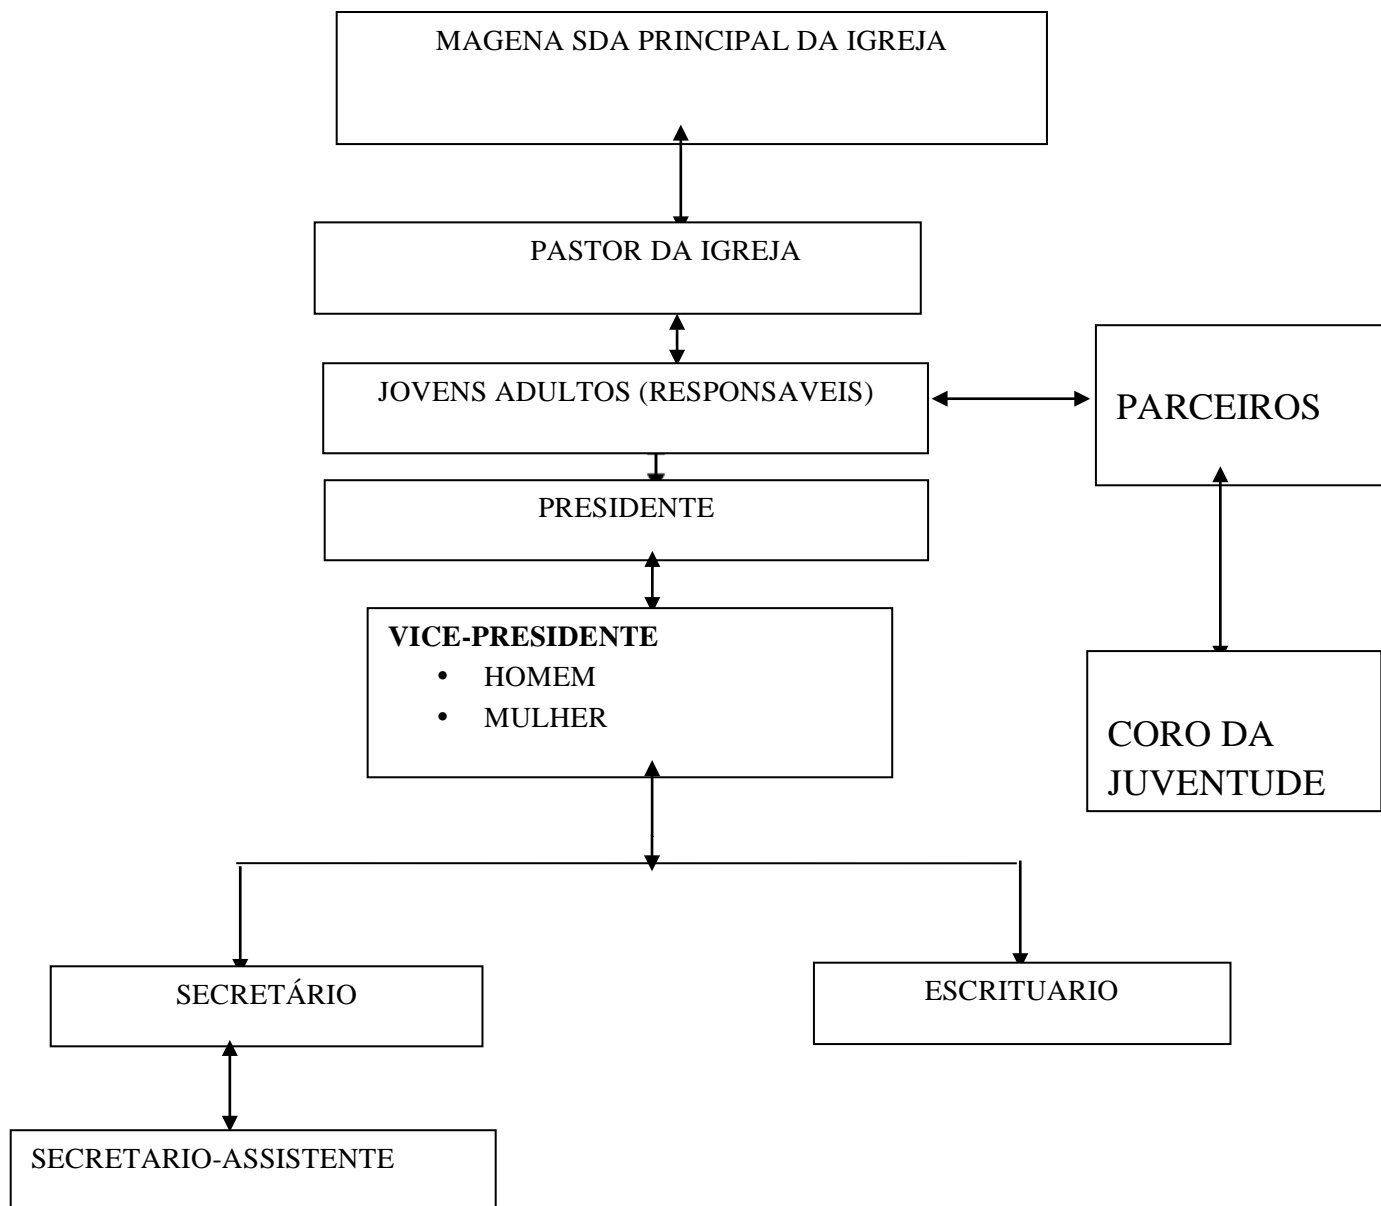 MAGENA SDA PRINCIPAL DA IGREJA
PASTOR DA IGREJA
JOVENS ADULTOS (RESPONSAVEIS)
PARCEIROS
PRESIDENTE
VICE-PRESIDENTE
• HOMEM
• MULHER
CORO DA
JUVENTUDE
SECRETÁRIO
ESCRITUARIO
SECRETARIO-ASSISTENTE